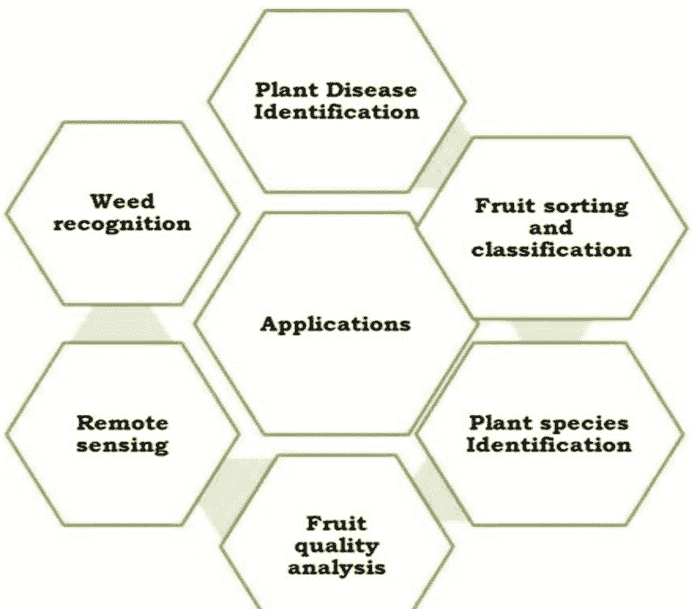 Plant Disease
Identification
Weed
recognition
Fruit sorting
and
classification
Applications
Remote
sensing
Plant species
Identification
Fruit
quality
analysis